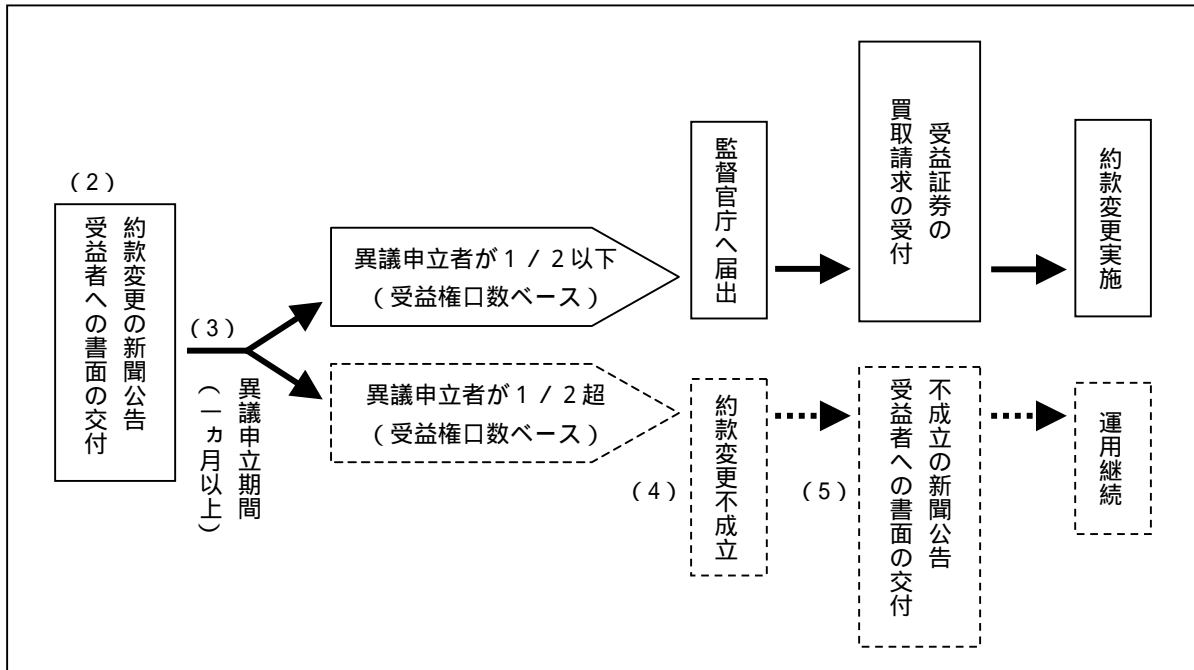 (2)
約款変更の新聞公告
受益者への書面の交付
(3)
異議申立期間
(一ヵ月以上)
異議申立者が1/2以下
(受益権口数ベース)
監督官庁へ届出
受益証券の
買取請求の受付
約款変更実施
異議申立者が1/2超
(受益権口数ベース)
(4)
約款変更不成立
(5)
不成立の新聞公告
受益者への書面の交付
運用継続